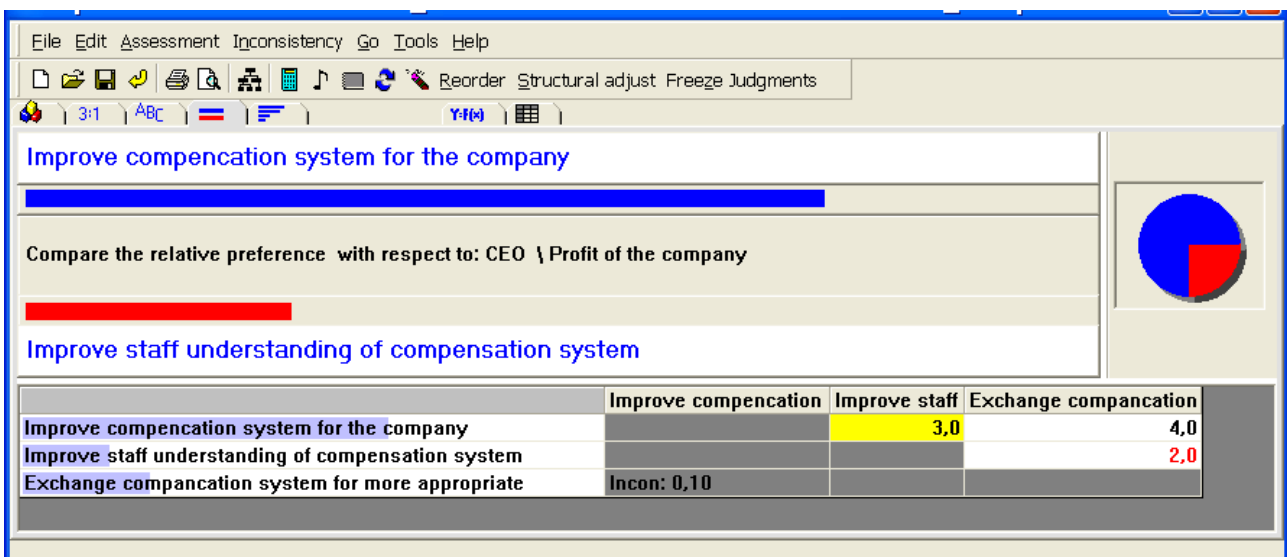 File Edit Assessment Inconsistency Go Tools Help
Reorder Structural adjust Freeze Judgments
3:1 ABC Y=F(x)
Improve compencation system for the company
Compare the relative preference with respect to: CEO \ Profit of the company
Improve staff understanding of compensation system
Improve compencation Improve staff Exchange compancation
Improve compencation system for the company 3,0 4,0
Improve staff understanding of compensation system 2,0
Exchange compancation system for more appropriate Incon: 0,10